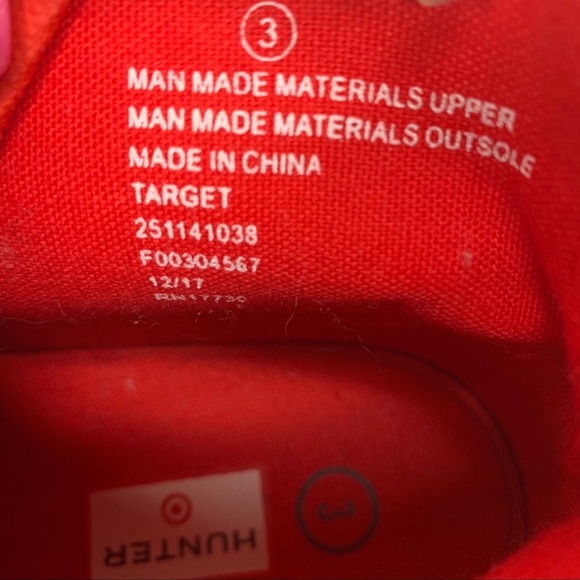 3
MAN MADE MATERIALS UPPER
MAN MADE MATERIALS OUTSOLE
MADE IN CHINA
TARGET
251141038
F00304567
12/17
HUNTER
3